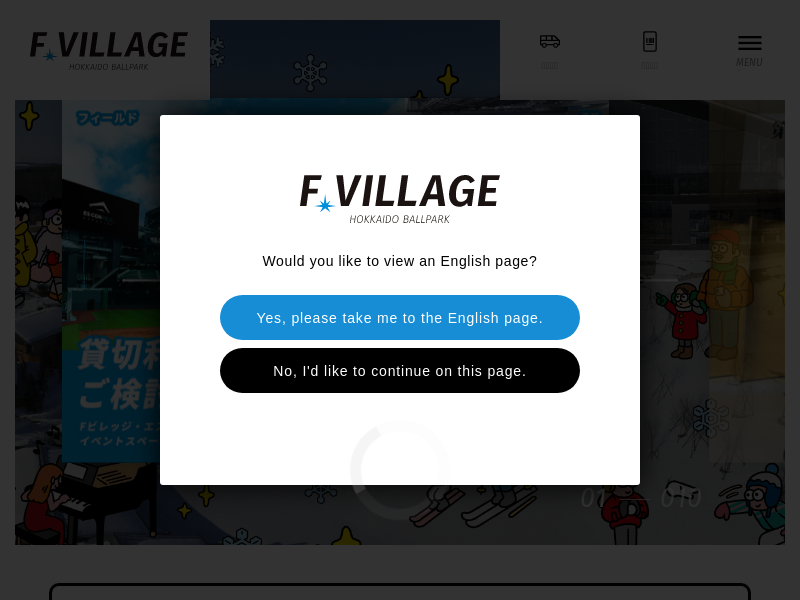 F VILLAGE
HOKKAIDO BALLPARK
MENU
フィールド
F VILLAGE
HOKKAIDO BALLPARK
Would you like to view an English page?
Yes, please take me to the English page.
No, I'd like to continue on this page.
貸切利
ご検討
Fビレッジ・エ
イベントスペー
01 010